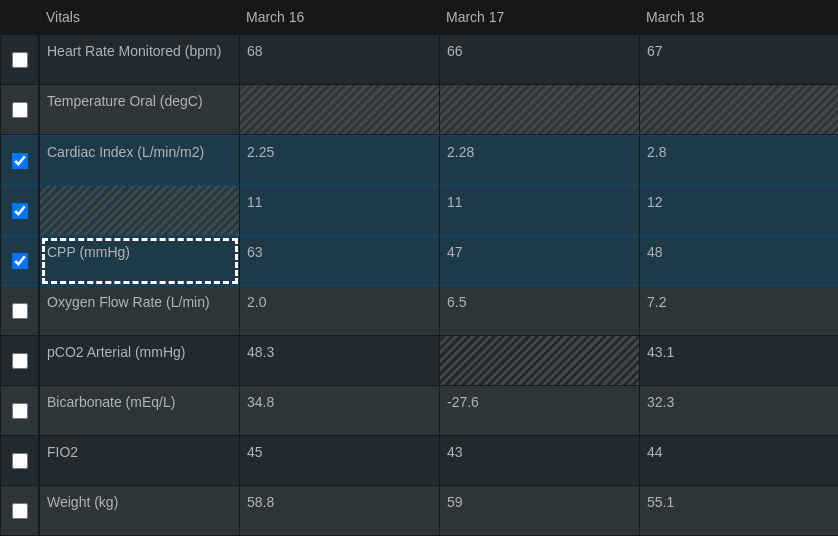 Vitals March 16 March 17 March 18
Heart Rate Monitored (bpm) 68 66 67
Temperature Oral (degC)
Cardiac Index (L/min/m2) 2.25 2.28 2.8
11 11 12
CPP (mmHg) 63 47 48
Oxygen Flow Rate (L/min) 2.0 6.5 7.2
pCO2 Arterial (mmHg) 48.3 43.1
Bicarbonate (mEq/L) 34.8 -27.6 32.3
FIO2 45 43 44
Weight (kg) 58.8 59 55.1